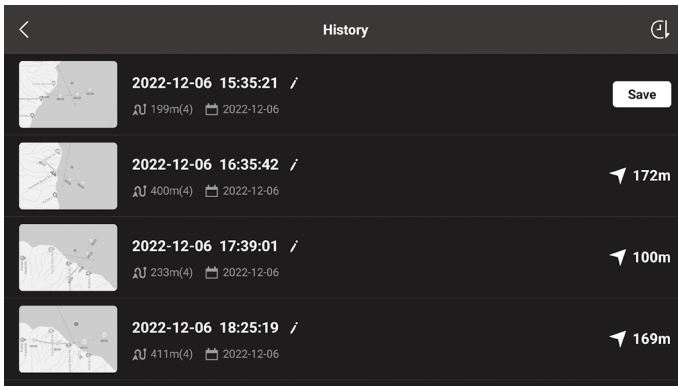 History
2022-12-06 15:35:21
199m(4) 2022-12-06
Save
2022-12-06 16:35:42
400m(4) 2022-12-06
172m
2022-12-06 17:39:01
233m(4) 2022-12-06
100m
2022-12-06 18:25:19
411m(4) 2022-12-06
169m